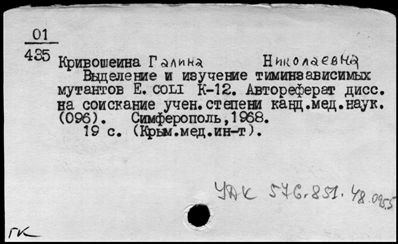 01
435
Кривошеина Галина Николаевна
Выделение и изучение тиминзависимых
мутантов E. COLI K-12. Автореферат дисс.
на соискание учен.степени канд.мед.наук.
(096). Симферополь,1968.
19 с. (Крым.мед.ин-т).
УДК 576.851.48.095.5
ГК